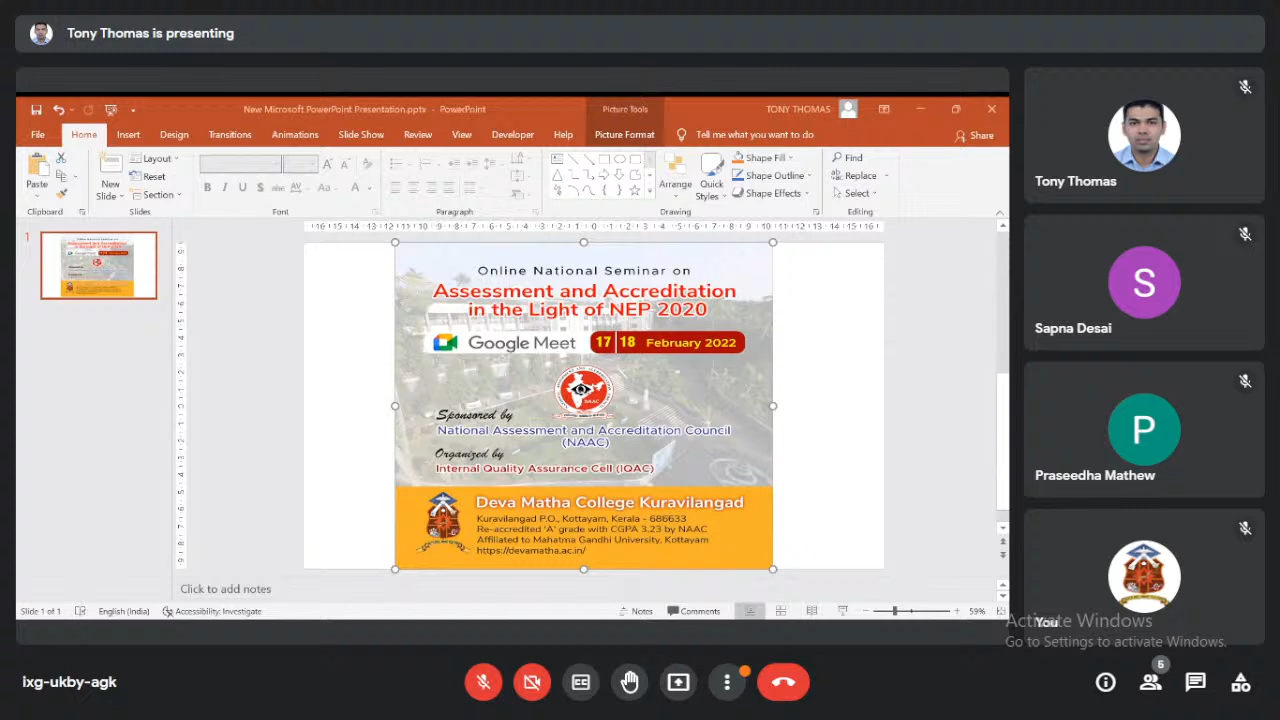 Tony Thomas is presenting
New Microsoft PowerPoint Presentation.pptx - PowerPoint
Picture Tools
TONY THOMAS
File Home Insert Design Transitions Animations Slide Show Review View Developer Help Picture Format Tell me what you want to do Share
Paste
Clipboard
New
Slide
Layout
Reset
Section
Slides
Font
Paragraph
Arrange
Quick
Styles
Shape Fill
Shape Outline
Shape Effects
Drawing
Find
Replace
Select
Editing
1
Online National Seminar on
Assessment and Accreditation
in the Light of NEP 2020
Google Meet 17 18 February 2022
NAAC
Sponsored by
National Assessment and Accreditation Council
(NAAC)
Organized by
Internal Quality Assurance Cell (IQAC)
Deva Matha College Kuravilangad
Kuravilangad P.O., Kottayam, Kerala - 686633
Re-accredited 'A' grade with CGPA 3.23 by NAAC
Affiliated to Mahatma Gandhi University, Kottayam
https://devamatha.ac.in/
Click to add notes
Slide 1 of 1 English (India) Accessibility: Investigate Notes Comments 59%
Tony Thomas
S
Sapna Desai
P
Praseedha Mathew
You
Activate Windows
Go to Settings to activate Windows.
ixg-ukby-agk
6